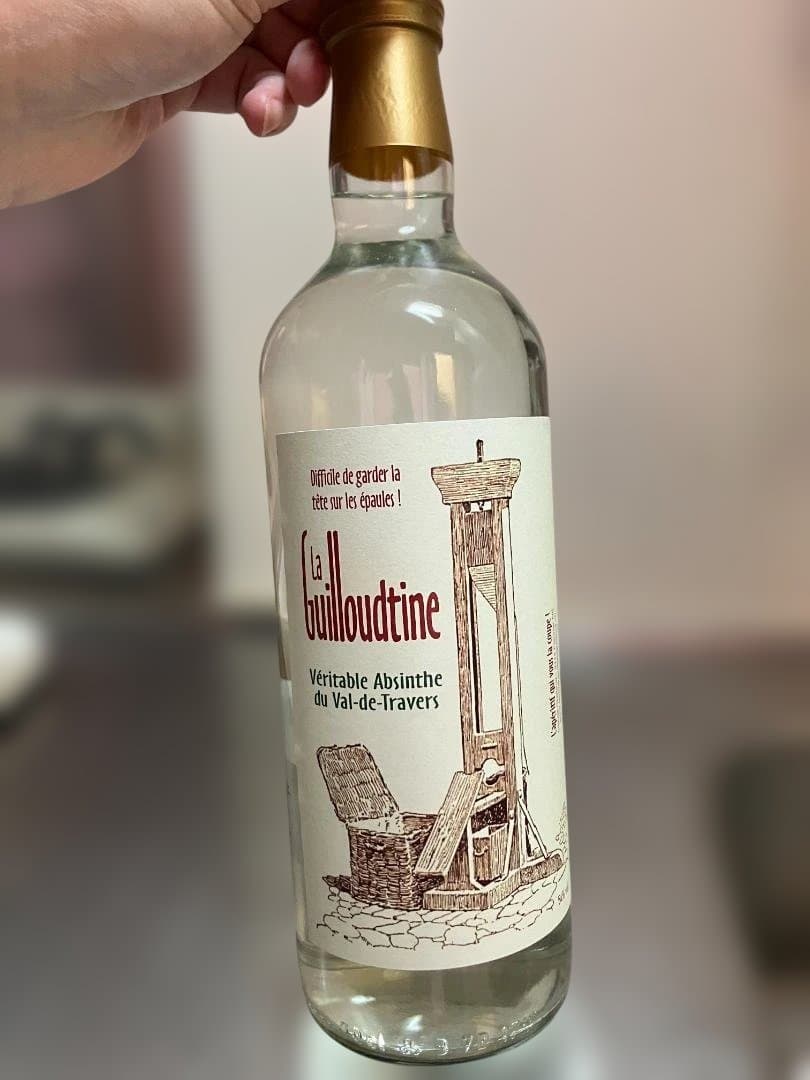 Difficile de garder la
tête sur les épaules !
La
Guilloudtine
Véritable Absinthe
du Val-de-Travers
L'apéritif qui vous la coupe !